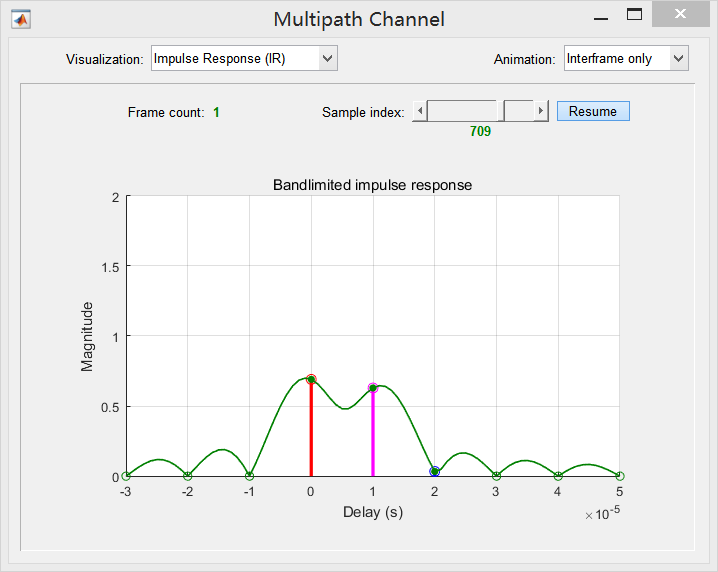 Multipath Channel
Visualization: Impulse Response (IR) Animation: Interframe only
Frame count: 1 Sample index: Resume
709
Bandlimited impulse response
2
1.5
1
0.5
0
Magnitude
-3 -2 -1 0 1 2 3 4 5
Delay (s)
×10-5